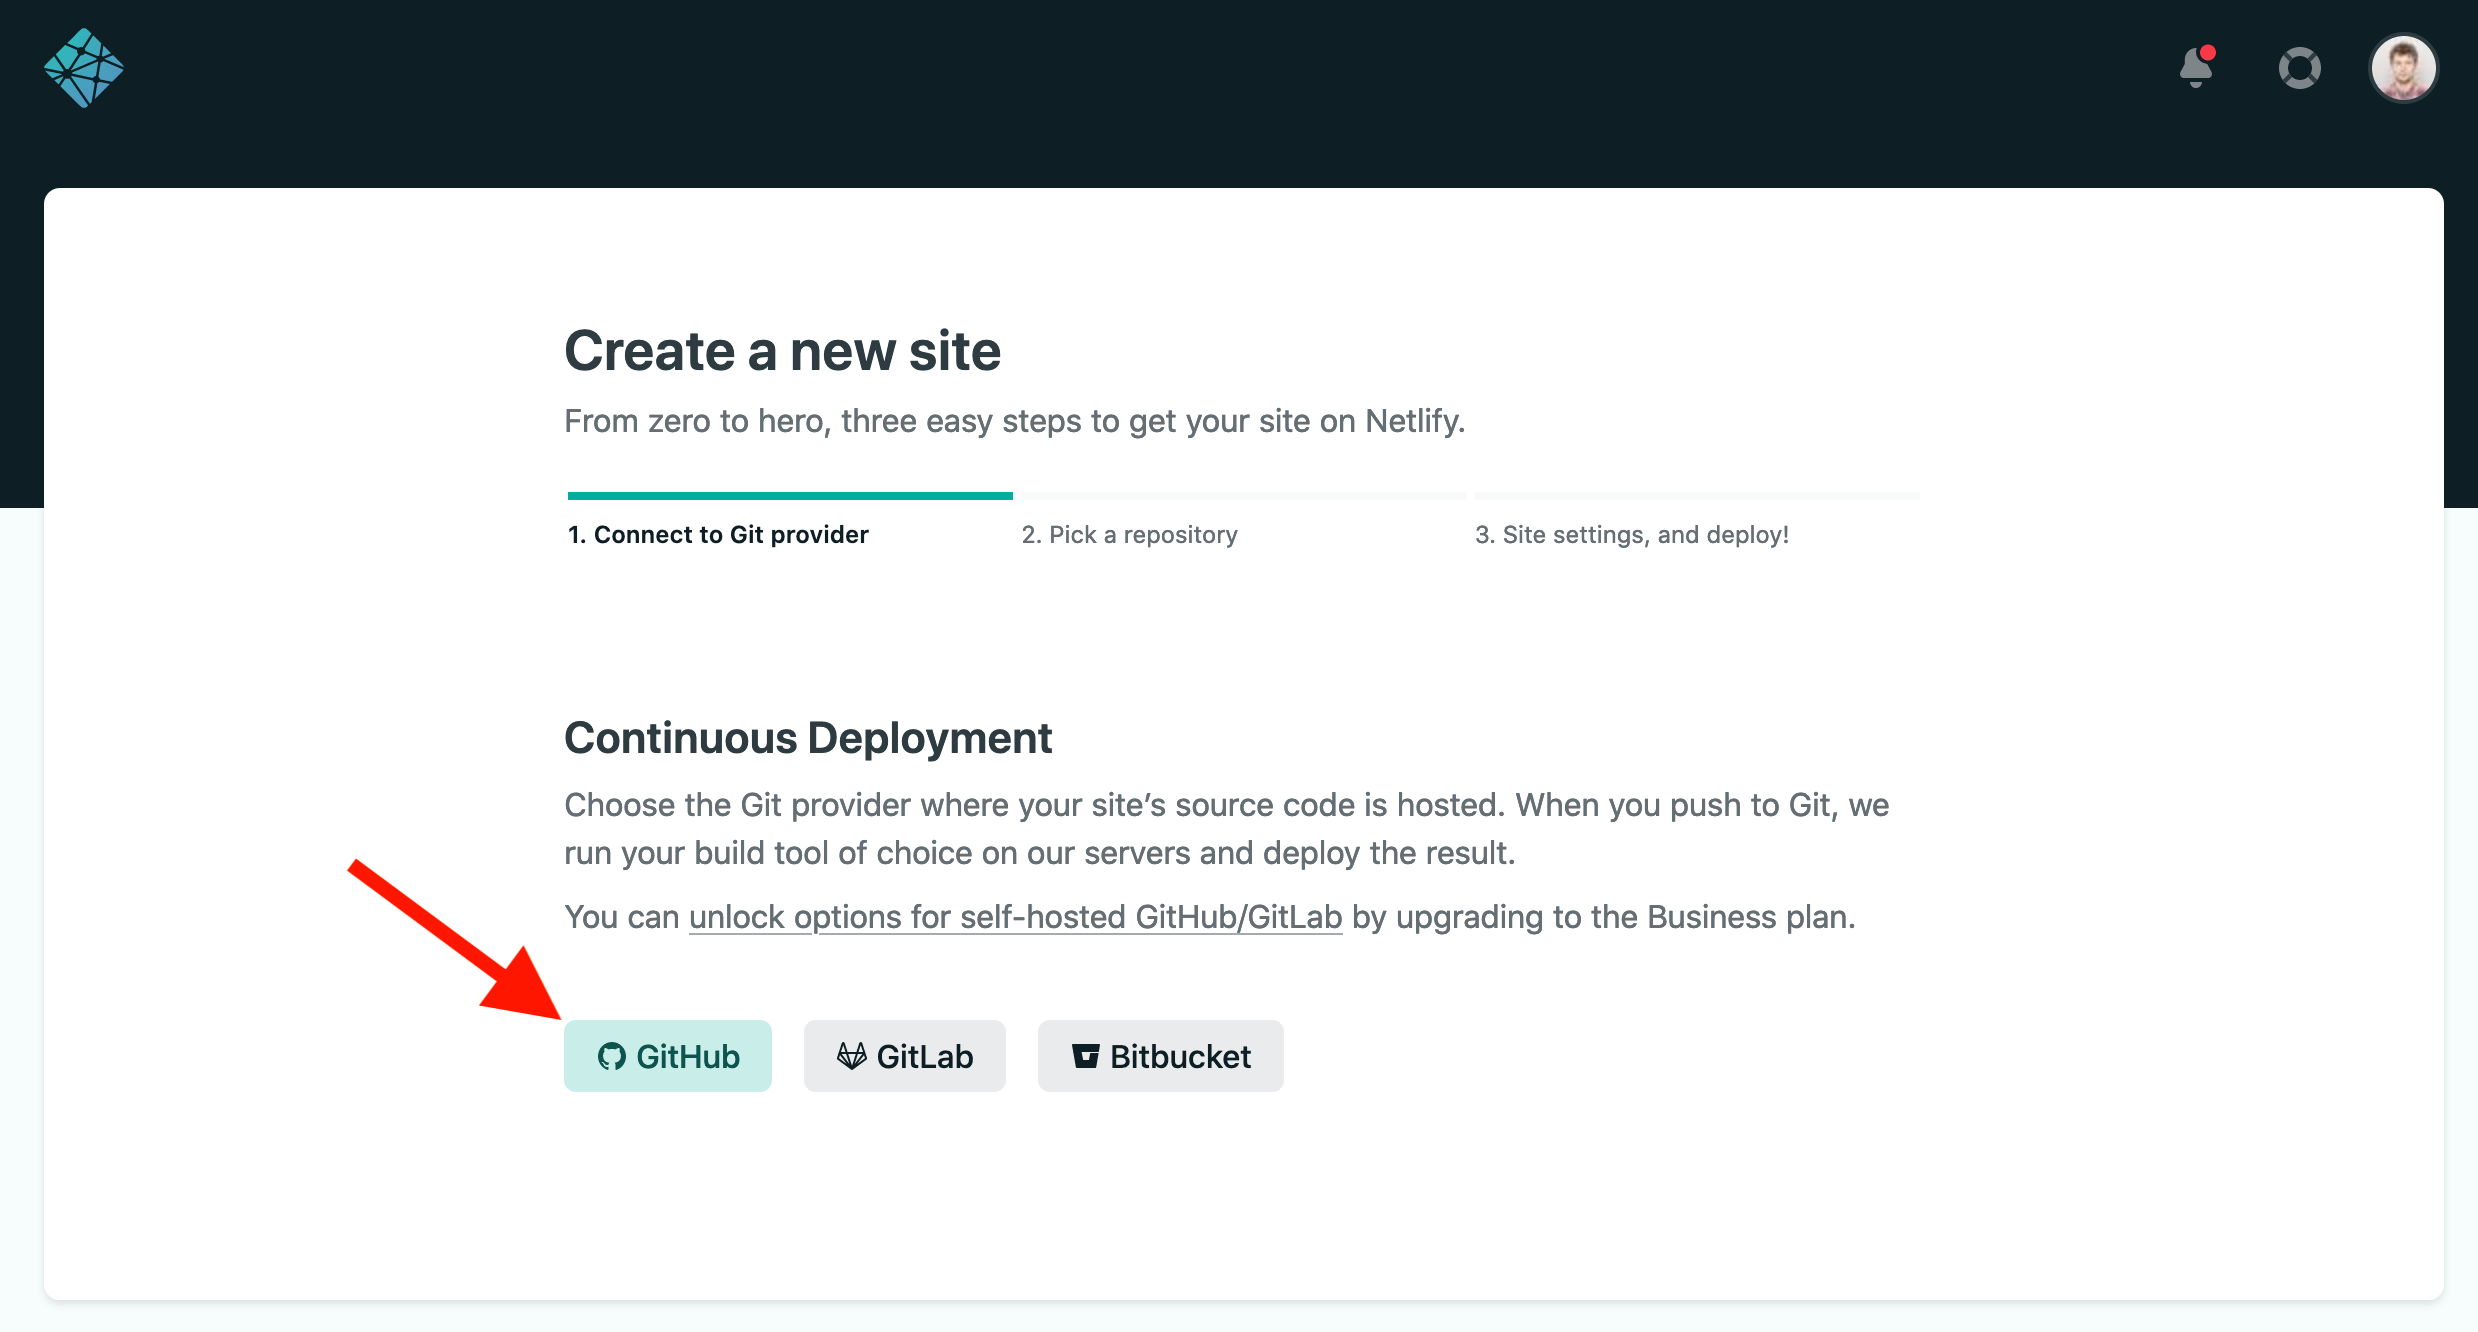 Create a new site
From zero to hero, three easy steps to get your site on Netlify.
1. Connect to Git provider
2. Pick a repository
3. Site settings, and deploy!
Continuous Deployment
Choose the Git provider where your site’s source code is hosted. When you push to Git, we
run your build tool of choice on our servers and deploy the result.
You can unlock options for self-hosted GitHub/GitLab by upgrading to the Business plan.
GitHub
GitLab
Bitbucket